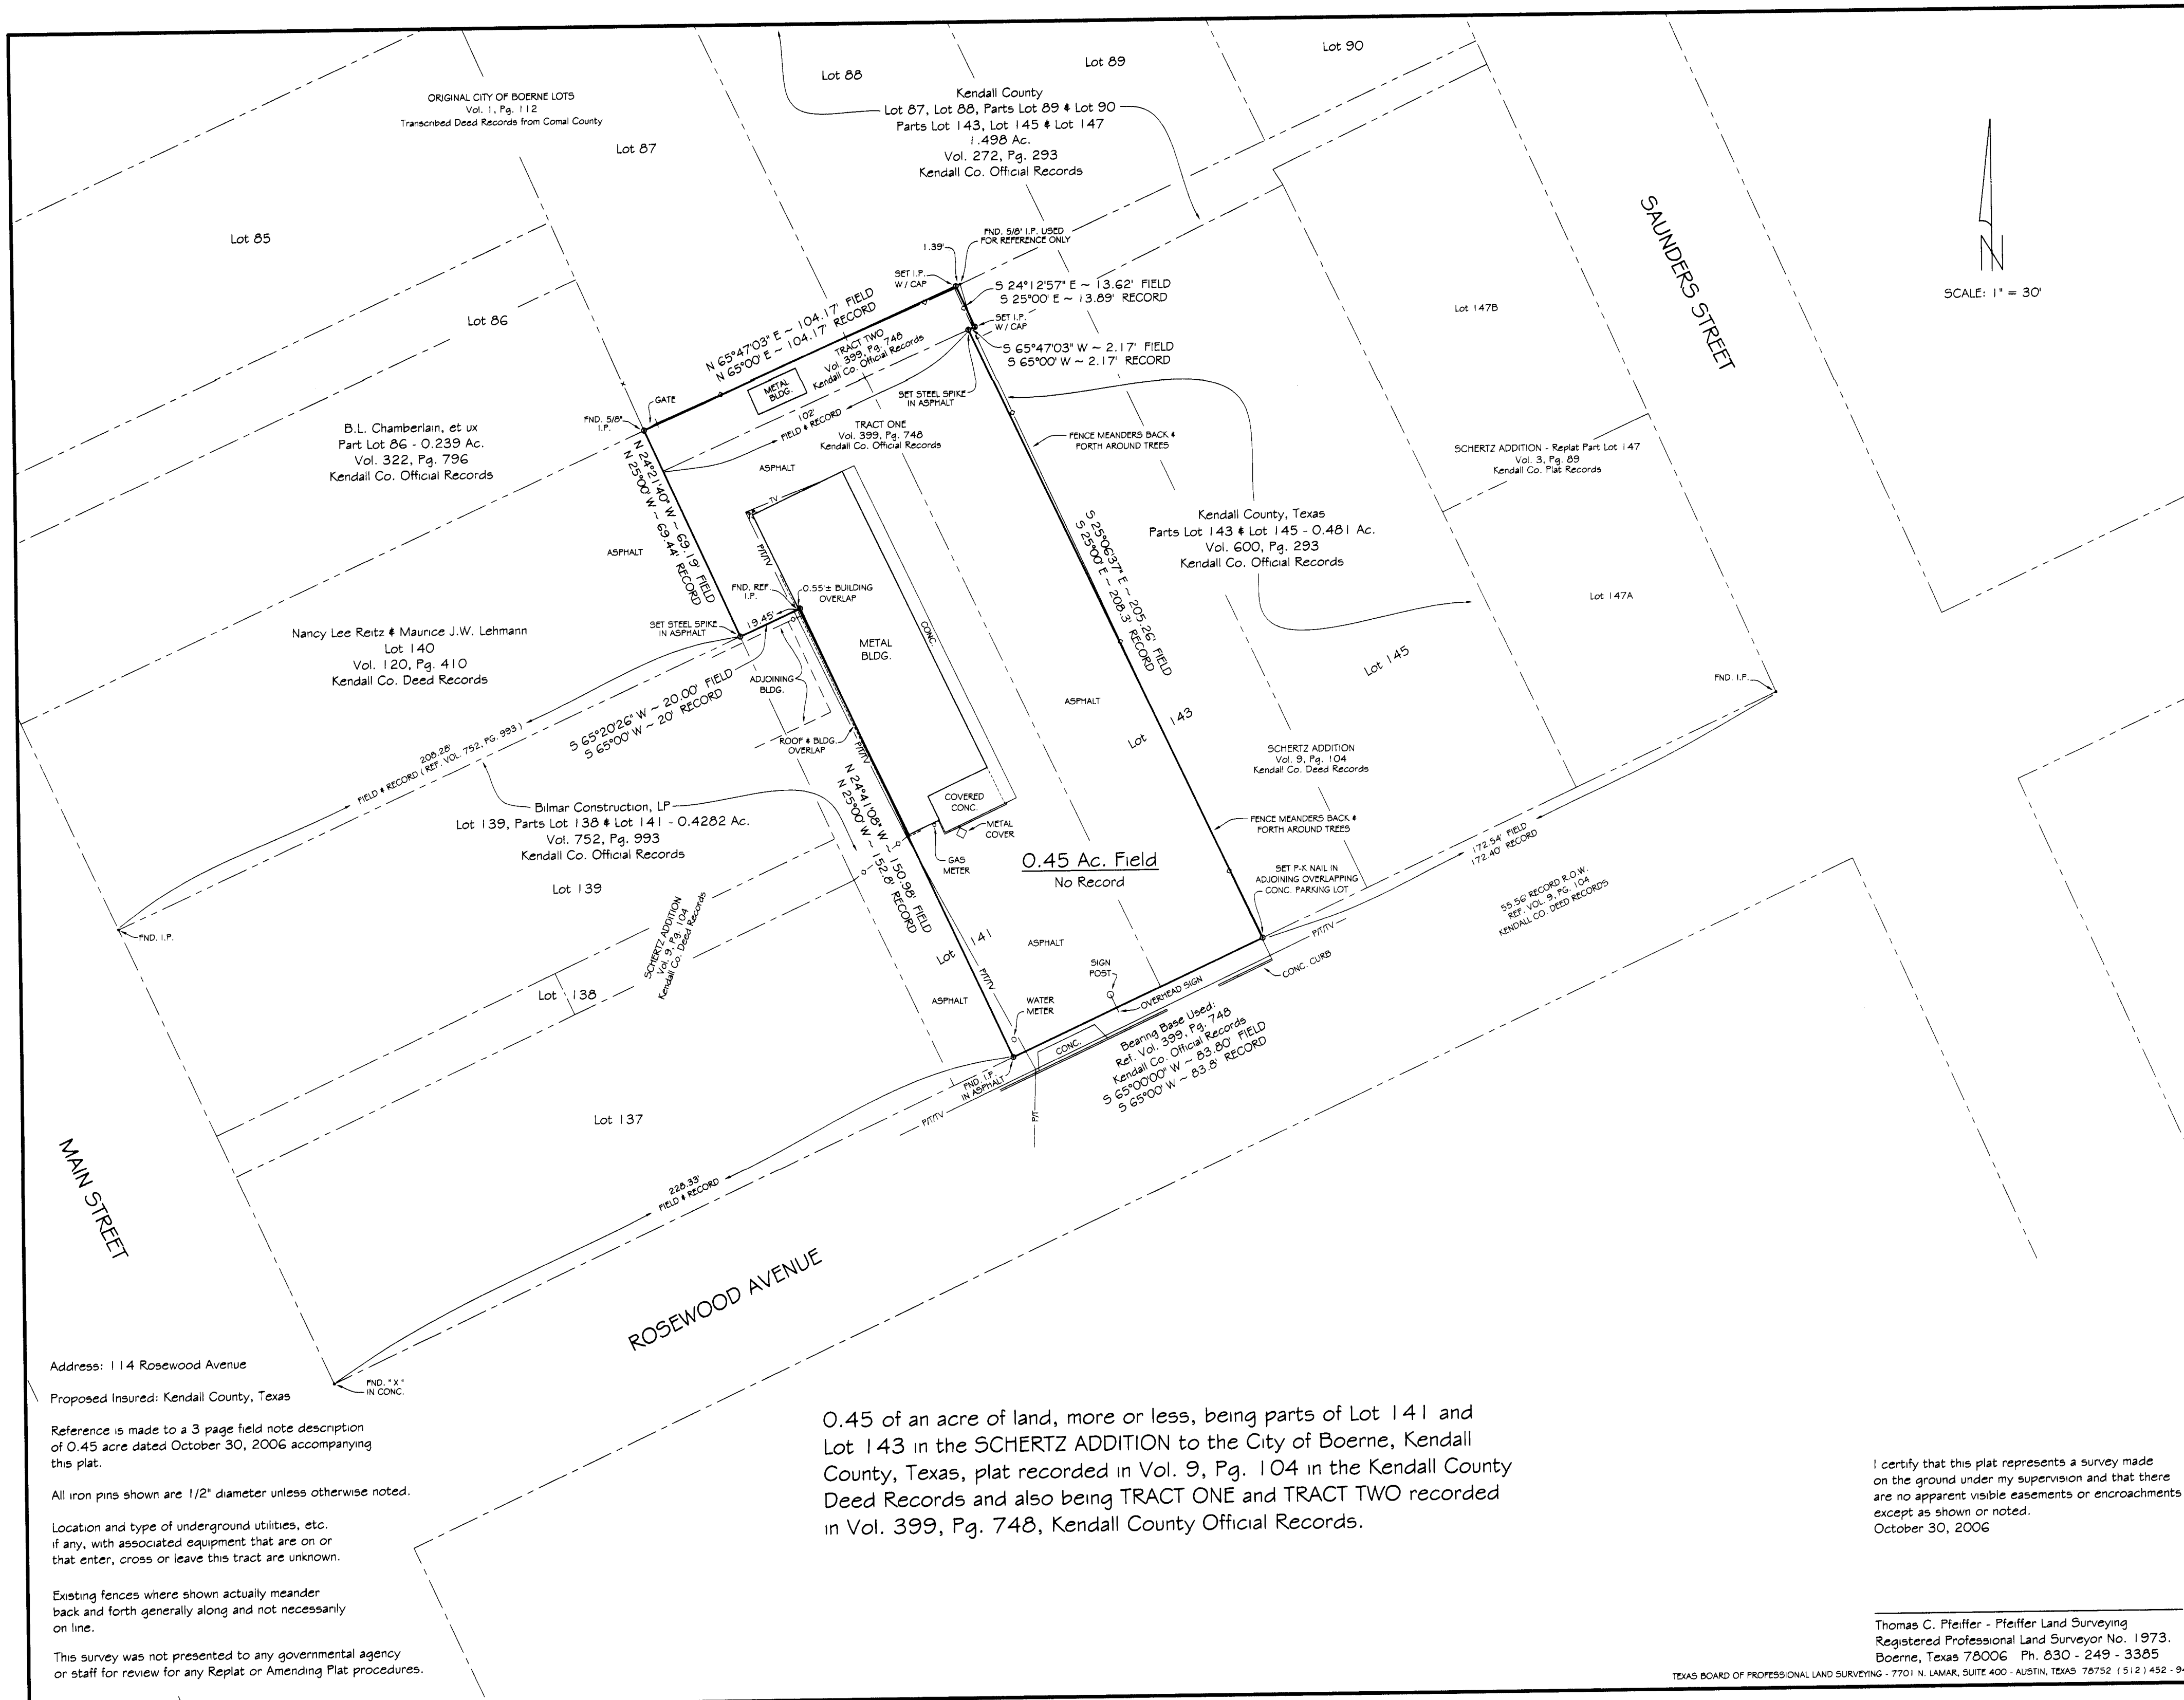 Lot 88
Lot 89
Lot 90
ORIGINAL CITY OF BOERNE LOTS
Vol. 1, Pg. 112
Transcribed Deed Records from Comal County
Kendall County
Lot 87, Lot 88, Parts Lot 89 & Lot 90
Parts Lot 143, Lot 145 & Lot 147
1.498 Ac.
Vol. 272, Pg. 293
Kendall Co. Official Records
Lot 87
Lot 85
Lot 86
SAUNDERS STREET
N
SCALE: 1" = 30'
FND. 5/8" I.P. USED
FOR REFERENCE ONLY
1.39'
SET I.P.
W / CAP
S 24°12'57" E ~ 13.62' FIELD
S 25°00' E ~ 13.89' RECORD
SET I.P.
W / CAP
S 65°47'03" W ~ 2.17' FIELD
S 65°00' W ~ 2.17' RECORD
N 65°47'03" E ~ 104.17' FIELD
N 65°00' E ~ 104.17' RECORD
TRACT TWO
Vol. 399, Pg. 748
Kendall Co. Official Records
METAL
BLDG.
GATE
FND. 5/8"
I.P.
SET STEEL SPIKE
IN ASPHALT
102'
FIELD & RECORD
TRACT ONE
Vol. 399, Pg. 748
Kendall Co. Official Records
Lot 147B
B.L. Chamberlain, et ux
Part Lot 86 - 0.239 Ac.
Vol. 322, Pg. 796
Kendall Co. Official Records
FENCE MEANDERS BACK &
FORTH AROUND TREES
SCHERTZ ADDITION - Replat Part Lot 147
Vol. 3, Pg. 89
Kendall Co. Plat Records
ASPHALT
TV
N 24°21'40" W ~ 69.19' FIELD
N 25°00' W ~ 69.44' RECORD
ASPHALT
P/T/TV
Kendall County, Texas
Parts Lot 143 & Lot 145 - 0.481 Ac.
Vol. 600, Pg. 293
Kendall Co. Official Records
S 25°06'37" E ~ 205.26' FIELD
S 25°00' E ~ 208.3' RECORD
FND. REF.
I.P.
0.55'± BUILDING
OVERLAP
Lot 147A
19.45'
SET STEEL SPIKE
IN ASPHALT
CONC.
METAL
BLDG.
Nancy Lee Reitz & Maurice J.W. Lehmann
Lot 140
Vol. 120, Pg. 410
Kendall Co. Deed Records
Lot 145
FND. I.P.
ADJOINING
BLDG.
S 65°20'26" W ~ 20.00' FIELD
S 65°00' W ~ 20' RECORD
ASPHALT
Lot 143
208.28'
FIELD & RECORD ( REF. VOL. 752, PG. 993 )
ROOF & BLDG.
OVERLAP
P/T/TV
SCHERTZ ADDITION
Vol. 9, Pg. 104
Kendall Co. Deed Records
N 24°41'08" W ~ 150.98' FIELD
N 25°00' W ~ 152.8' RECORD
COVERED
CONC.
METAL
COVER
Bilmar Construction, LP
Lot 139, Parts Lot 138 & Lot 141 - 0.4282 Ac.
Vol. 752, Pg. 993
Kendall Co. Official Records
FENCE MEANDERS BACK &
FORTH AROUND TREES
172.54' FIELD
172.40' RECORD
GAS
METER
0.45 Ac. Field
No Record
SET P-K NAIL IN
ADJOINING OVERLAPPING
CONC. PARKING LOT
Lot 139
55.56' RECORD R.O.W.
REF. VOL. 9, PG. 104
KENDALL CO. DEED RECORDS
FND. I.P.
SCHERTZ ADDITION
Vol. 9, Pg. 104
Kendall Co. Deed Records
Lot 141
ASPHALT
P/T/TV
SIGN
POST
P/T/TV
CONC. CURB
Lot 138
ASPHALT
WATER
METER
OVERHEAD SIGN
CONC.
Bearing Base Used:
Ref. Vol. 399, Pg. 748
Kendall Co. Official Records
S 65°00'00" W ~ 83.80' FIELD
S 65°00' W ~ 83.8' RECORD
FND. I.P.
IN ASPHALT
P/T/TV
P/T
Lot 137
MAIN STREET
228.33'
FIELD & RECORD
ROSEWOOD AVENUE
FND. "X"
IN CONC.
Address: 114 Rosewood Avenue
Proposed Insured: Kendall County, Texas
Reference is made to a 3 page field note description
of 0.45 acre dated October 30, 2006 accompanying
this plat.
All iron pins shown are 1/2" diameter unless otherwise noted.
Location and type of underground utilities, etc.
if any, with associated equipment that are on or
that enter, cross or leave this tract are unknown.
Existing fences where shown actually meander
back and forth generally along and not necessarily
on line.
This survey was not presented to any governmental agency
or staff for review for any Replat or Amending Plat procedures.
0.45 of an acre of land, more or less, being parts of Lot 141 and
Lot 143 in the SCHERTZ ADDITION to the City of Boerne, Kendall
County, Texas, plat recorded in Vol. 9, Pg. 104 in the Kendall County
Deed Records and also being TRACT ONE and TRACT TWO recorded
in Vol. 399, Pg. 748, Kendall County Official Records.
I certify that this plat represents a survey made
on the ground under my supervision and that there
are no apparent visible easements or encroachments
except as shown or noted.
October 30, 2006
Thomas C. Pfeiffer - Pfeiffer Land Surveying
Registered Professional Land Surveyor No. 1973.
Boerne, Texas 78006 Ph. 830 - 249 - 3385
TEXAS BOARD OF PROFESSIONAL LAND SURVEYING - 7701 N. LAMAR, SUITE 400 - AUSTIN, TEXAS 78752 ( 512 ) 452 - 94